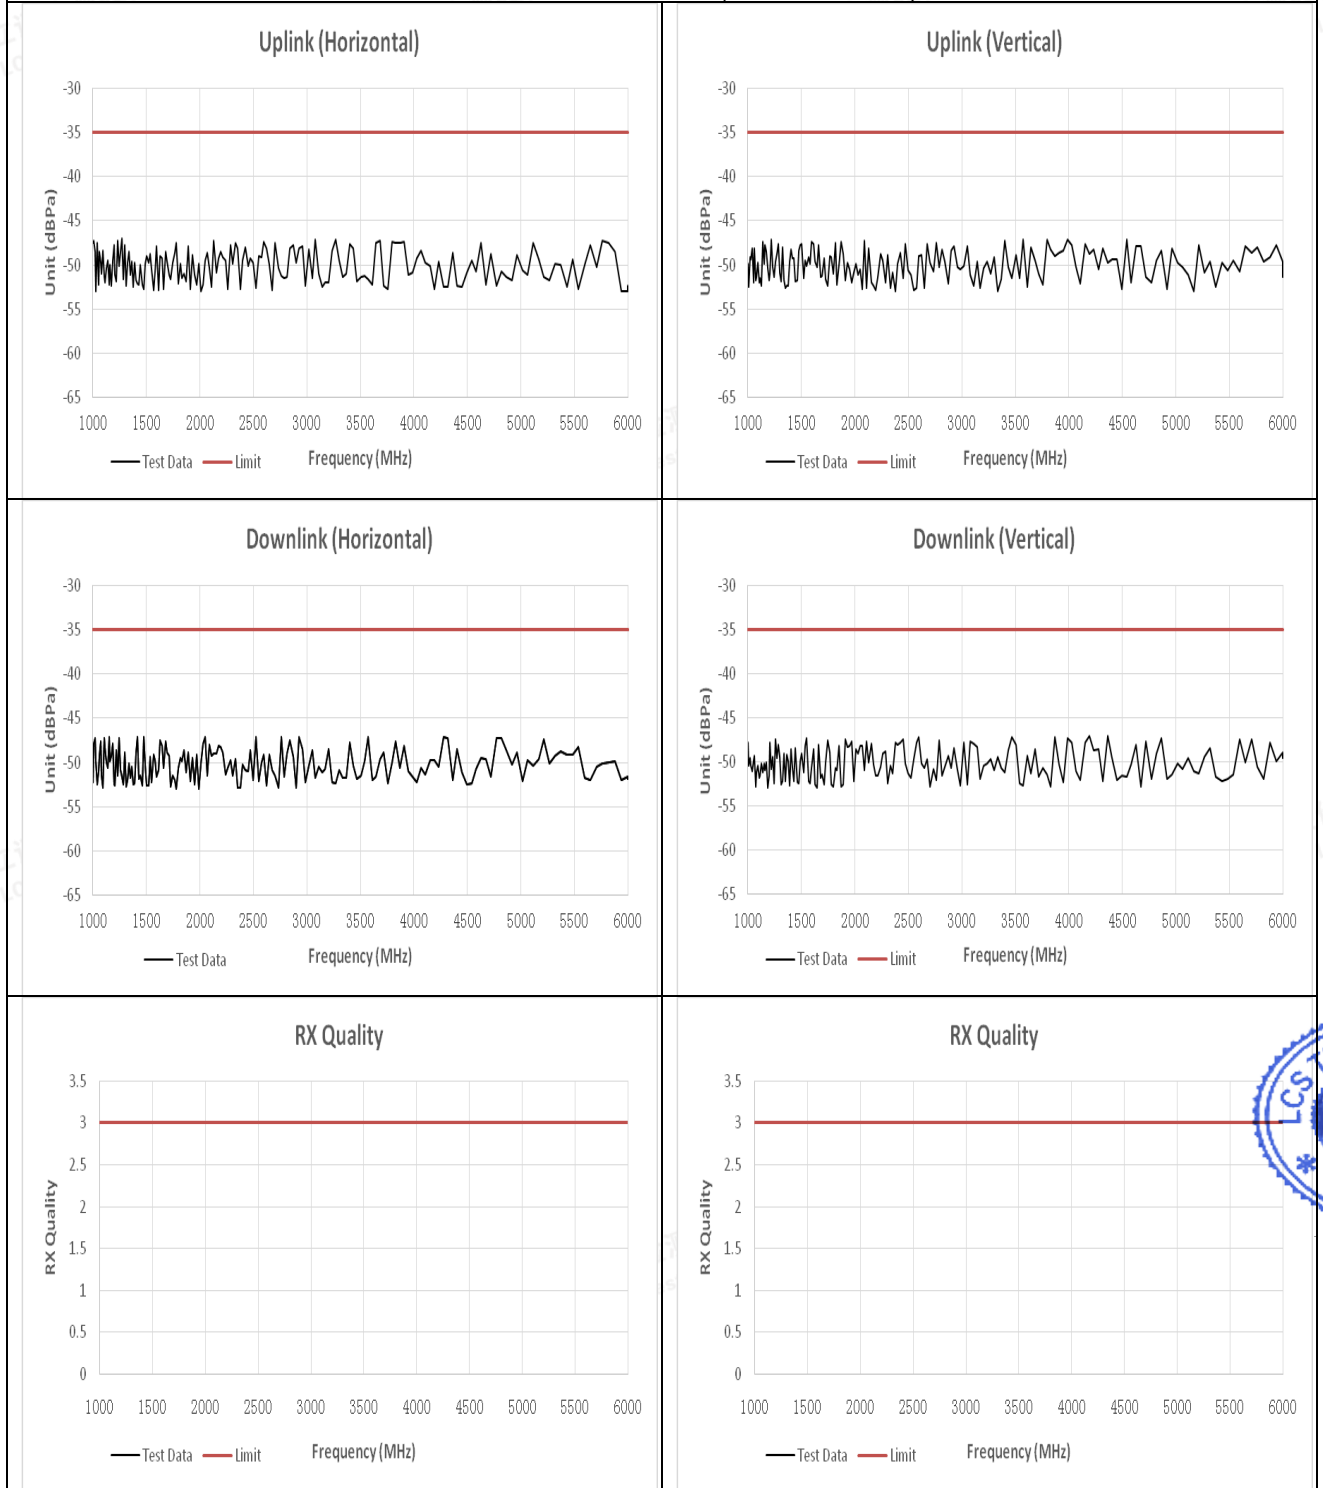 Uplink (Horizontal)
-30
-35
-40
-45
-50
-55
-60
-65
Unit (dBPa)
1000 1500 2000 2500 3000 3500 4000 4500 5000 5500 6000
Test Data Limit Frequency (MHz)
Uplink (Vertical)
-30
-35
-40
-45
-50
-55
-60
-65
Unit (dBPa)
1000 1500 2000 2500 3000 3500 4000 4500 5000 5500 6000
Test Data Limit Frequency (MHz)
Downlink (Horizontal)
-30
-35
-40
-45
-50
-55
-60
-65
Unit (dBPa)
1000 1500 2000 2500 3000 3500 4000 4500 5000 5500 6000
Test Data Frequency (MHz)
Downlink (Vertical)
-30
-35
-40
-45
-50
-55
-60
-65
Unit (dBPa)
1000 1500 2000 2500 3000 3500 4000 4500 5000 5500 6000
Test Data Limit Frequency (MHz)
RX Quality
3.5
3
2.5
2
1.5
1
0.5
0
RX Quality
1000 1500 2000 2500 3000 3500 4000 4500 5000 5500 6000
Test Data Limit Frequency (MHz)
RX Quality
3.5
3
2.5
2
1.5
1
0.5
0
RX Quality
1000 1500 2000 2500 3000 3500 4000 4500 5000 5500 6000
Test Data Limit Frequency (MHz)
LCS T